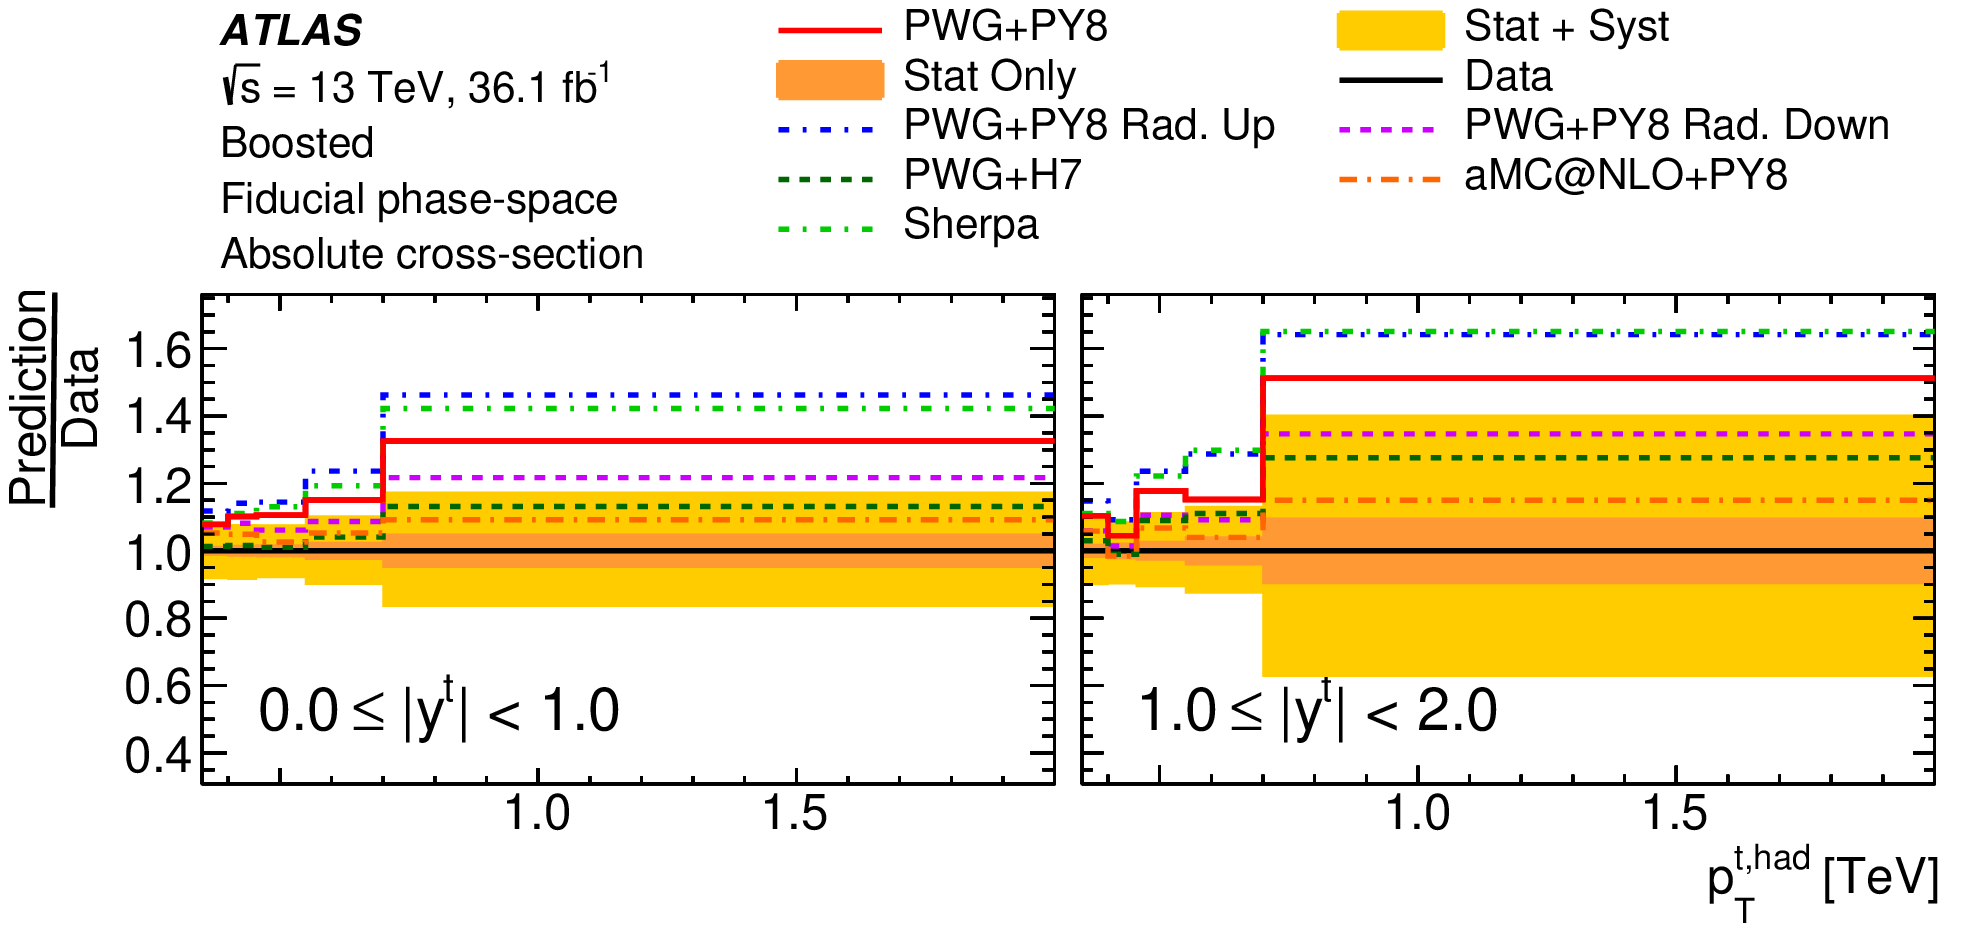 ATLAS
√s = 13 TeV, 36.1 fb⁻¹
Boosted
Fiducial phase-space
Absolute cross-section
PWG+PY8
Stat + Syst
Stat Only
Data
PWG+PY8 Rad. Up
PWG+PY8 Rad. Down
PWG+H7
aMC@NLO+PY8
Sherpa
Prediction
Data
1.6
1.4
1.2
1.0
0.8
0.6
0.4
0.0 ≤ |yᵗ| < 1.0
1.0 ≤ |yᵗ| < 2.0
1.0
1.5
1.0
1.5
p_T^{t,had} [TeV]